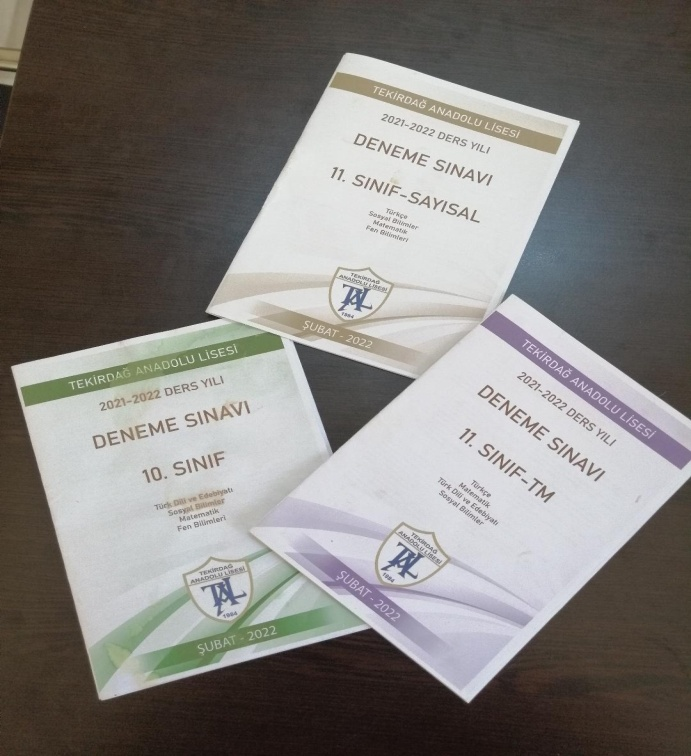 TEKİRDAĞ ANADOLU LİSESİ
2021-2022 DERS YILI
DENEME SINAVI
11. SINIF-SAYISAL
Türkçe
Sosyal Bilimler
Matematik
Fen Bilimleri
TEKİRDAĞ
ANADOLU LİSESİ
TAL
1984
ŞUBAT - 2022
TEKİRDAĞ ANADOLU LİSESİ
2021-2022 DERS YILI
DENEME SINAVI
10. SINIF
Türk Dili ve Edebiyatı
Sosyal Bilimler
Matematik
Fen Bilimleri
TEKİRDAĞ
ANADOLU LİSESİ
TAL
1984
ŞUBAT - 2022
TEKİRDAĞ ANADOLU LİSESİ
2021-2022 DERS YILI
DENEME SINAVI
11. SINIF-TM
Türkçe
Matematik
Türk Dili ve Edebiyatı
Sosyal Bilimler
TEKİRDAĞ
ANADOLU LİSESİ
TAL
1984
ŞUBAT - 2022